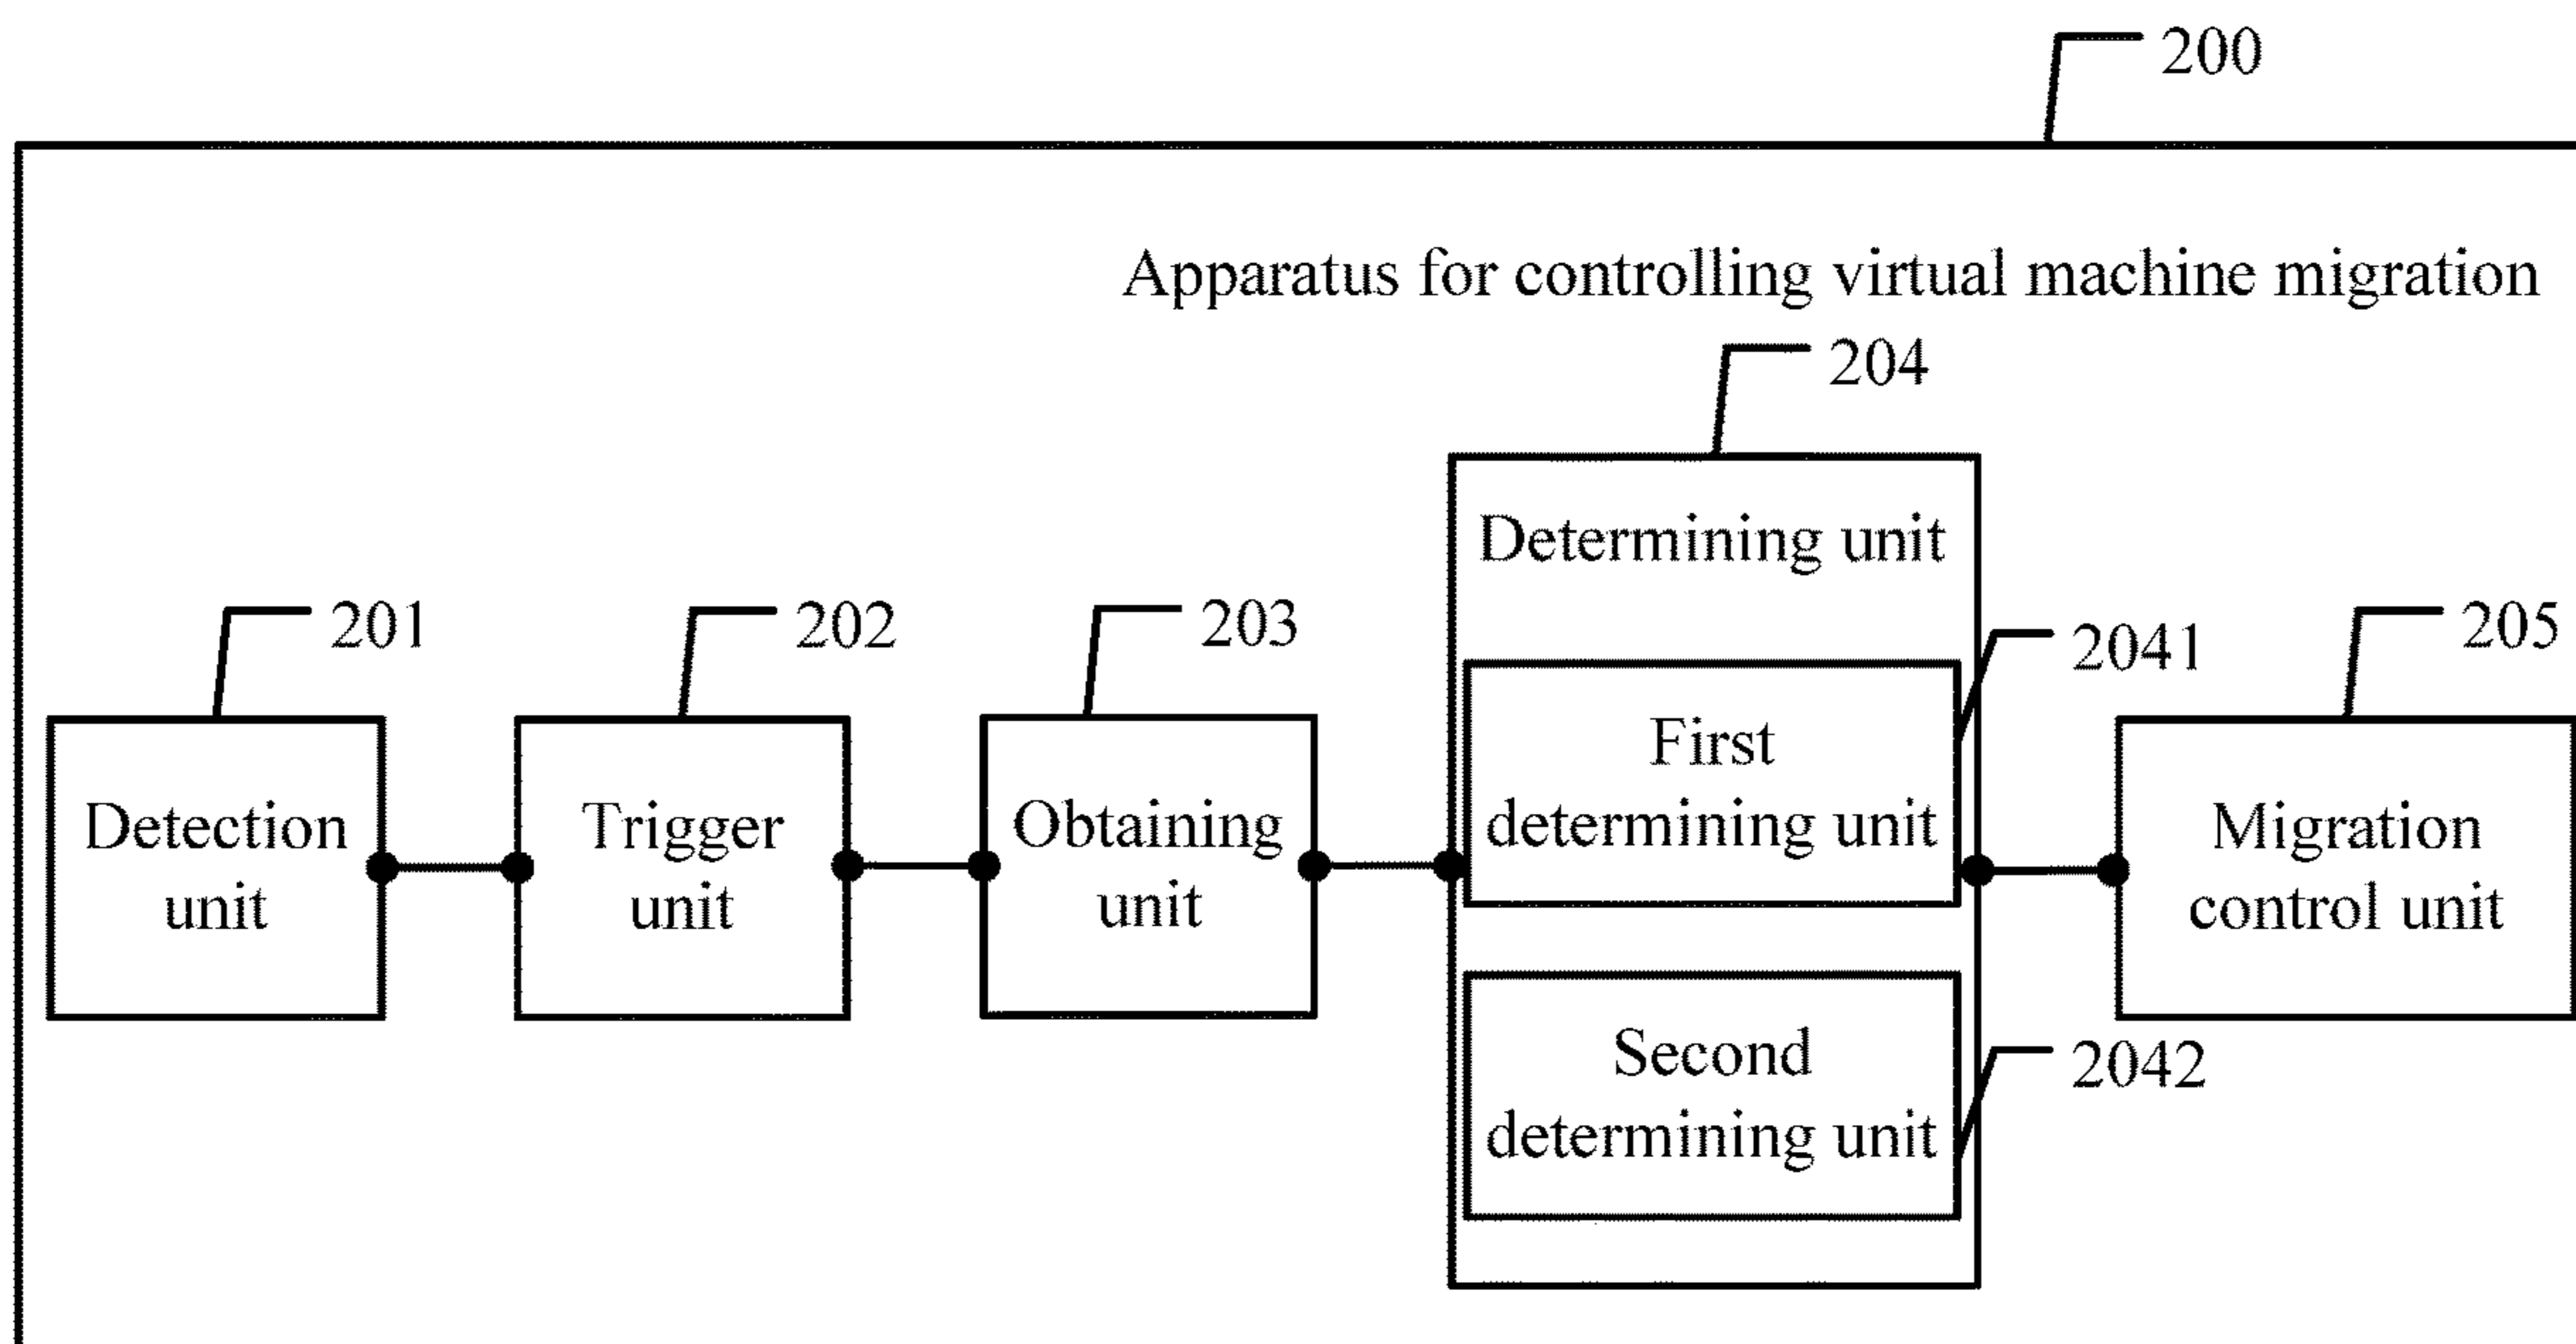 200
Apparatus for controlling virtual machine migration
204
Determining unit
201
202
203
2041
205
First
determining unit
Detection
unit
Trigger
unit
Obtaining
unit
Migration
control unit
Second
determining unit
2042